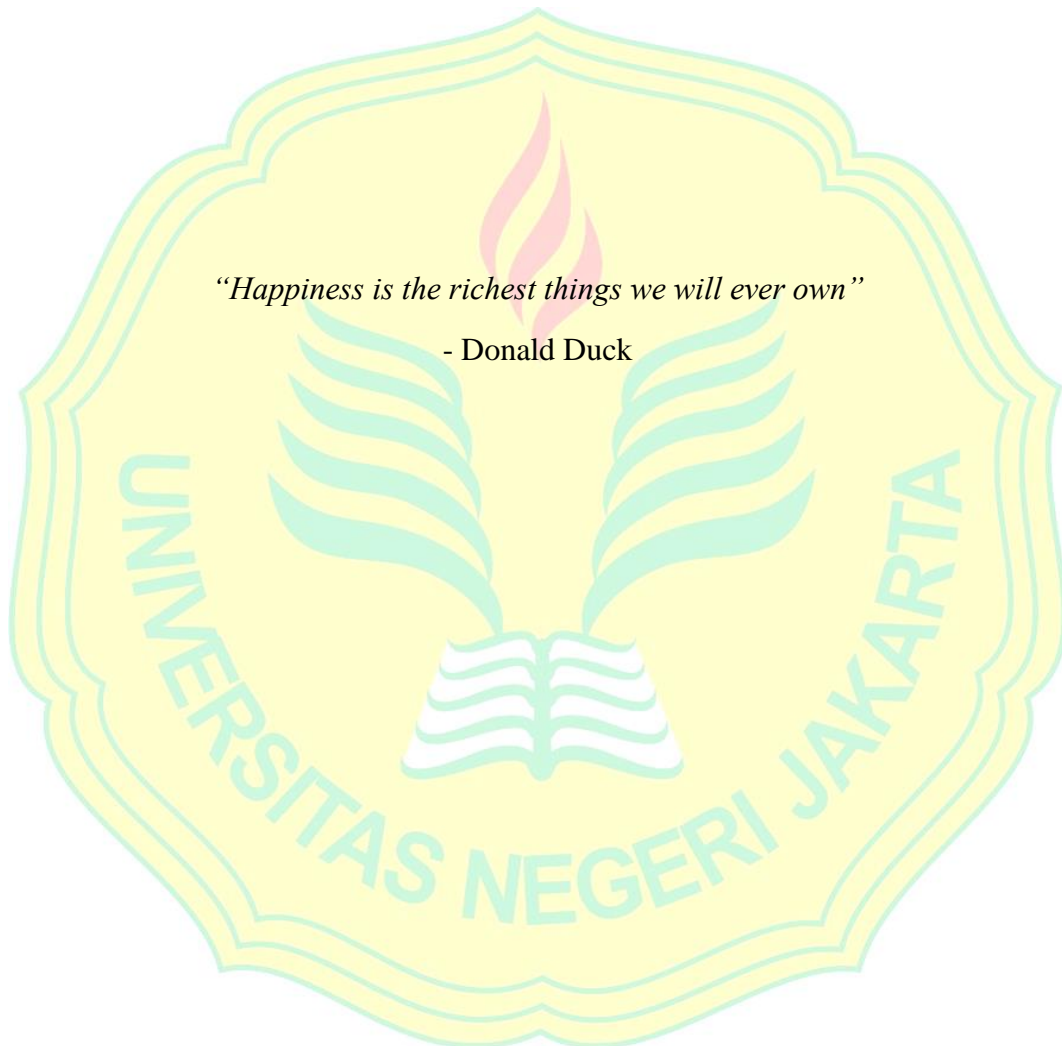 “Happiness is the richest things we will ever own”
- Donald Duck
UNIVERSITAS NEGERI JAKARTA